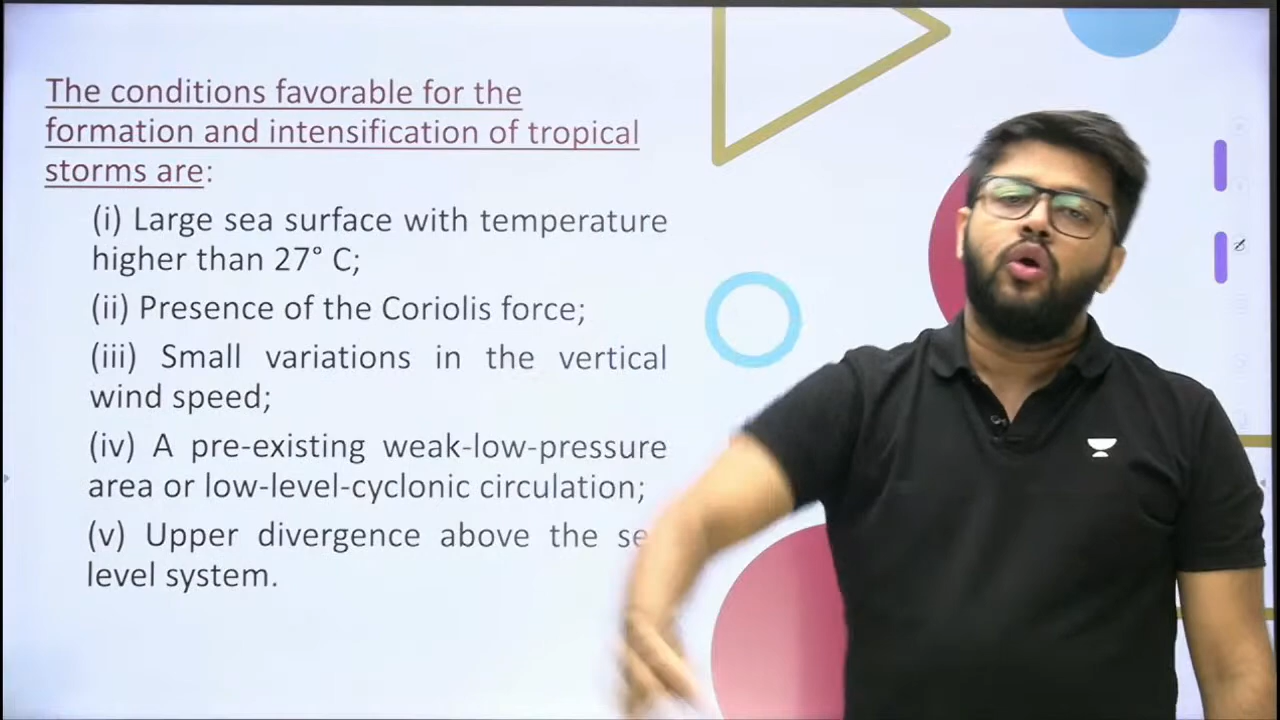 The conditions favorable for the
formation and intensification of tropical
storms are:
(i) Large sea surface with temperature
higher than 27° C;
(ii) Presence of the Coriolis force;
(iii) Small variations in the vertical
wind speed;
(iv) A pre-existing weak-low-pressure
area or low-level-cyclonic circulation;
(v) Upper divergence above the
level system.